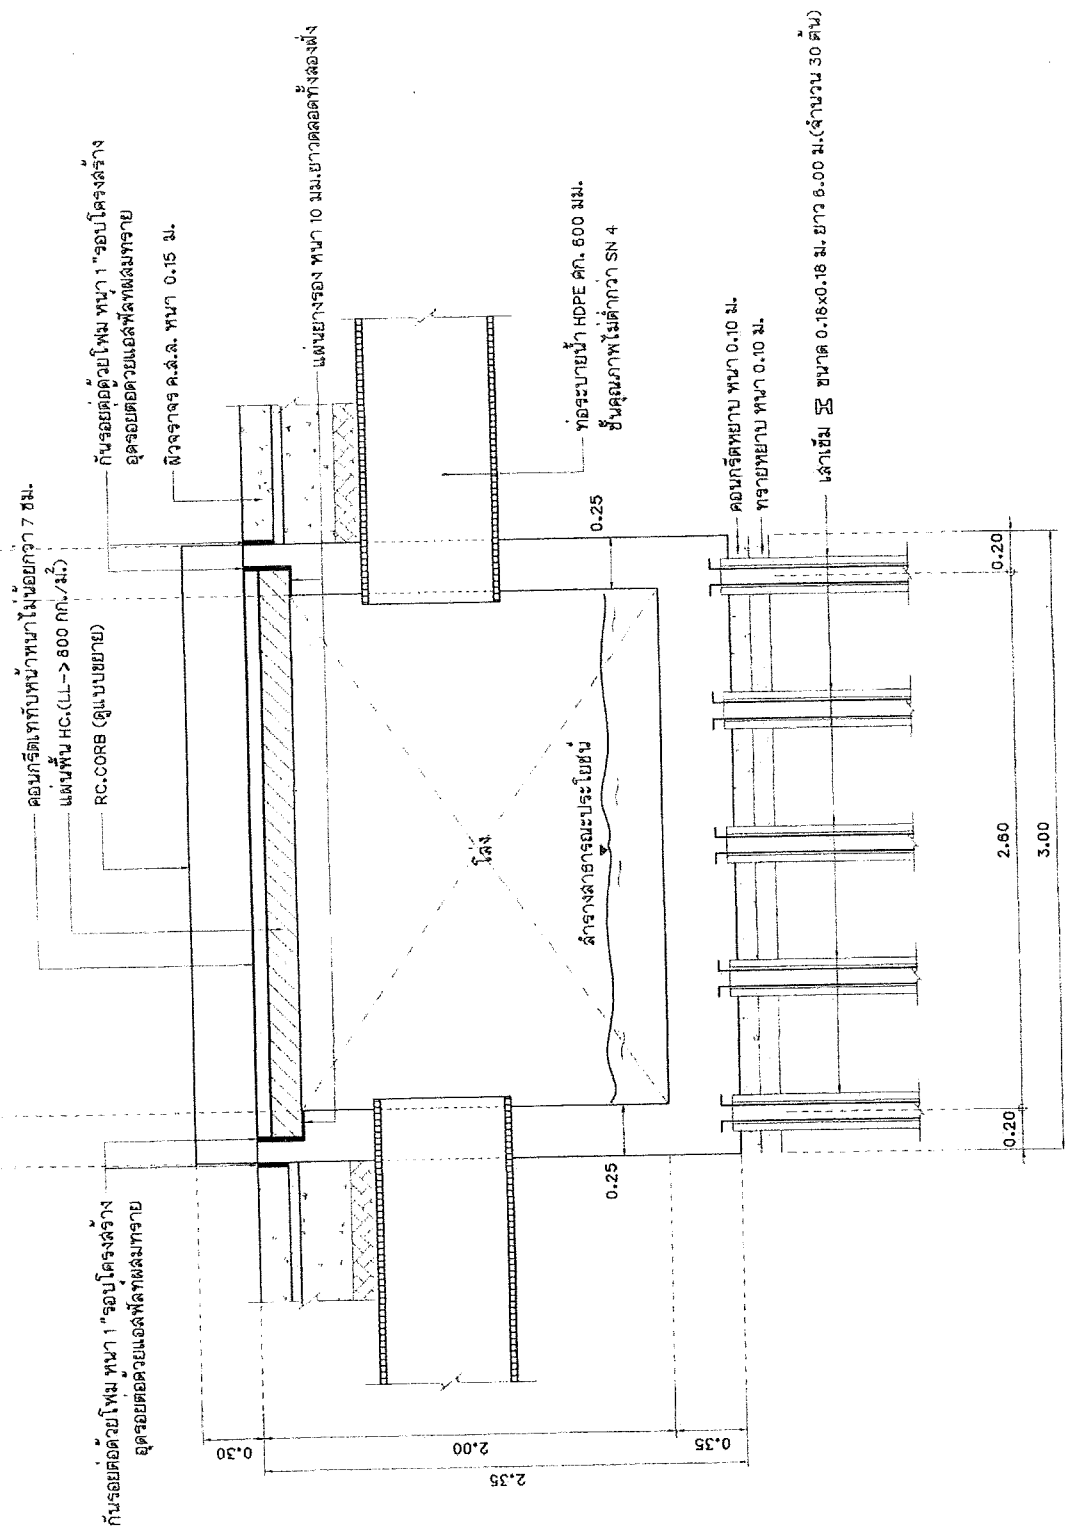 คอนกรีตเททับหน้าหนาไม่น้อยกว่า 7 ซม.
แผ่นพื้น HC.(LL-> 800 กก./ม.²)
RC.CORB (ดูแบบขยาย)
กันรอยต่อด้วยโฟม หนา 1"รอบโครงสร้าง
อุดรอยต่อด้วยแอสฟัลท์ผสมทราย
ผิวจราจร ค.ส.ล. หนา 0.15 ม.
แผ่นยางรอง หนา 10 มม.ยาวตลอดทั้งสองฝั่ง
กันรอยต่อด้วยโฟม หนา 1"รอบโครงสร้าง
อุดรอยต่อด้วยแอสฟัลท์ผสมทราย
ท่อระบายน้ำ HDPE ศก. 600 มม.
ชั้นคุณภาพไม่ต่ำกว่า SN 4
โล่ง
ลำรางสาธารณะประโยชน์
0.25
0.25
คอนกรีตหยาบ หนา 0.10 ม.
ทรายหยาบ หนา 0.10 ม.
เสาเข็ม ขนาด 0.18x0.18 ม. ยาว 6.00 ม.(จำนวน 30 ต้น)
0.30
2.00
0.35
2.35
0.20
2.60
0.20
3.00